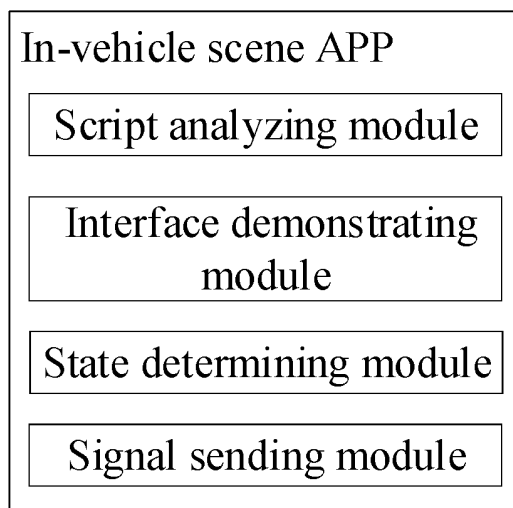 In-vehicle scene APP
Script analyzing module
Interface demonstrating
module
State determining module
Signal sending module